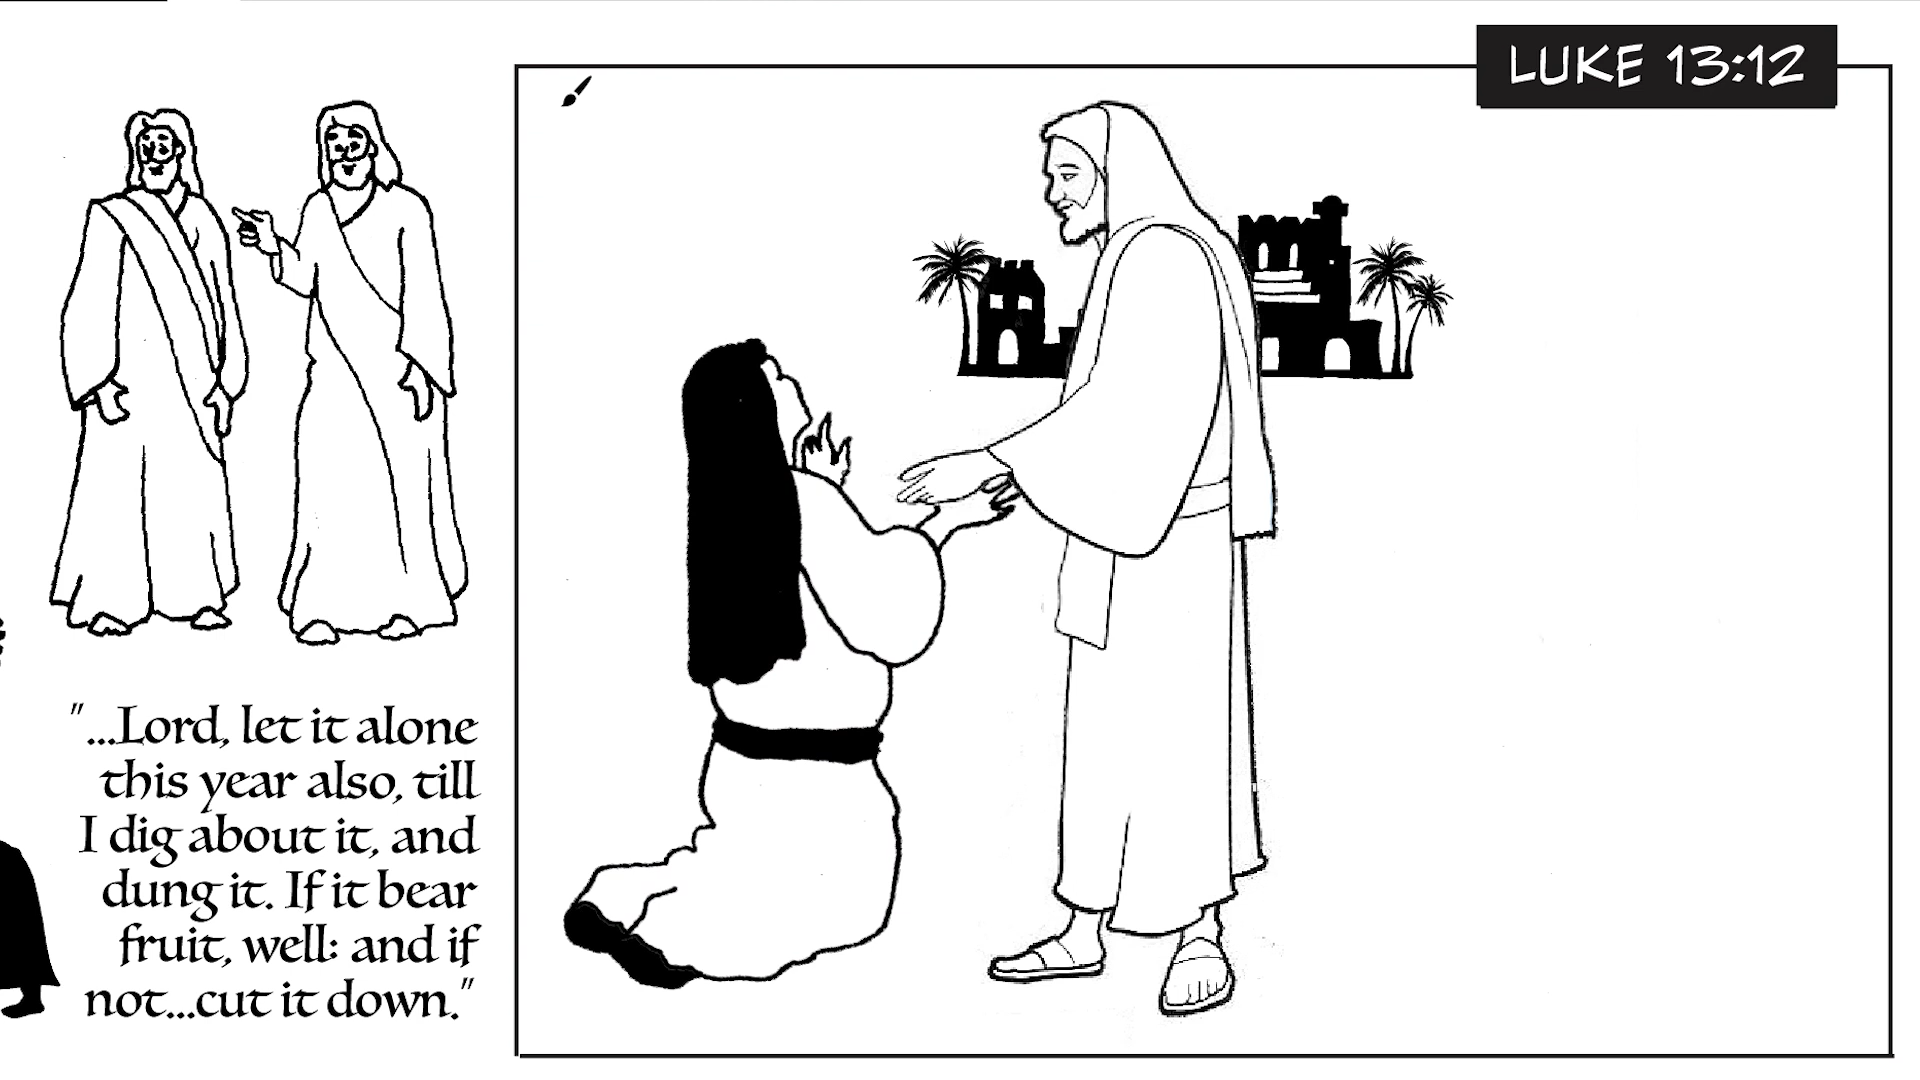 LUKE 13:12
"...Lord, let it alone
this year also, till
I dig about it, and
dung it. If it bear
fruit, well: and if
not...cut it down."